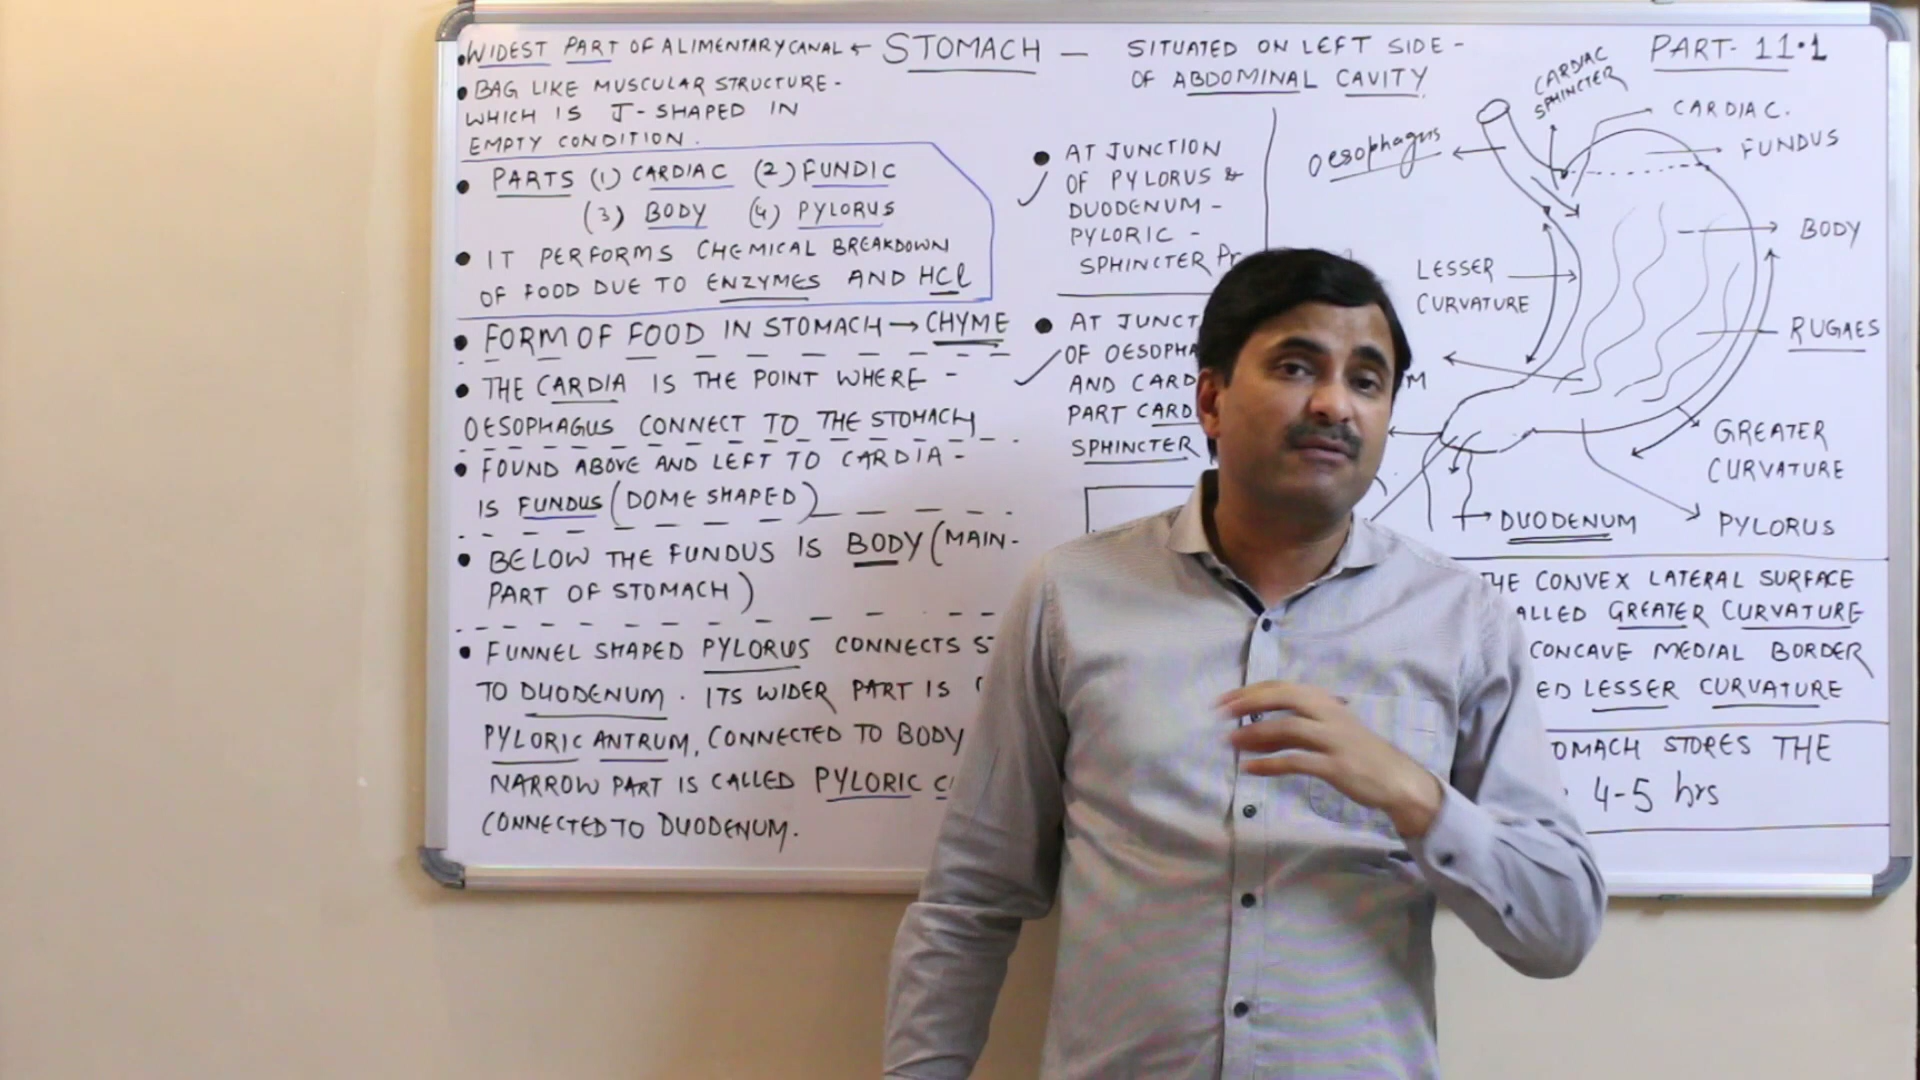 WIDEST PART OF ALIMENTARY CANAL ← STOMACH — SITUATED ON LEFT SIDE -
OF ABDOMINAL CAVITY
PART- 11.1
BAG LIKE MUSCULAR STRUCTURE -
WHICH IS J-SHAPED IN
EMPTY CONDITION.
PARTS (1) CARDIAC (2) FUNDIC
(3) BODY (4) PYLORUS
IT PERFORMS CHEMICAL BREAKDOWN
OF FOOD DUE TO ENZYMES AND HCl
FORM OF FOOD IN STOMACH → CHYME
THE CARDIA IS THE POINT WHERE -
OESOPHAGUS CONNECT TO THE STOMACH
FOUND ABOVE AND LEFT TO CARDIA -
IS FUNDUS (DOME SHAPED)
BELOW THE FUNDUS IS BODY (MAIN-
PART OF STOMACH)
FUNNEL SHAPED PYLORUS CONNECTS
TO DUODENUM. ITS WIDER PART IS
PYLORIC ANTRUM, CONNECTED TO BODY
NARROW PART IS CALLED PYLORIC
CONNECTED TO DUODENUM.
AT JUNCTION
OF PYLORUS &
DUODENUM -
PYLORIC -
SPHINCTER
AT JUNCT
OF OESOPHA
AND CARD
PART CARD
SPHINCTER
CARDIAC
SPHINCTER
CARDIAC.
Oesophagus
FUNDUS
BODY
LESSER
CURVATURE
RUGAES
GREATER
CURVATURE
DUODENUM
PYLORUS
THE CONVEX LATERAL SURFACE
ALLED GREATER CURVATURE
CONCAVE MEDIAL BORDER
ED LESSER CURVATURE
OMACH STORES THE
4-5 hrs